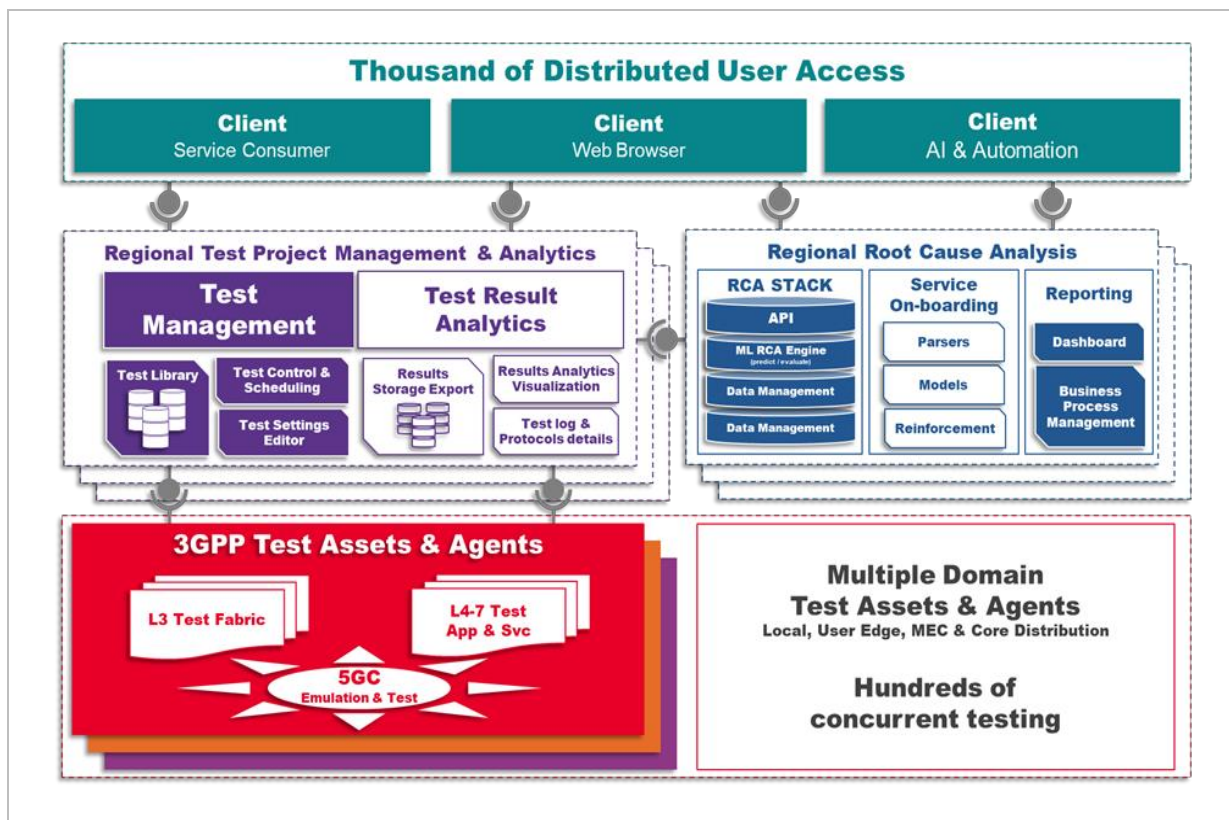 Thousand of Distributed User Access
Client
Service Consumer
Client
Web Browser
Client
AI & Automation
Regional Test Project Management & Analytics
Test
Management
Test Result
Analytics
Test Library
Test Control &
Scheduling
Test Settings
Editor
Results
Storage Export
Results Analytics
Visualization
Test log &
Protocols details
Regional Root Cause Analysis
RCA STACK
API
ML RCA Engine
(predict / evaluate)
Data Management
Data Management
Service
On-boarding
Parsers
Models
Reinforcement
Reporting
Dashboard
Business
Process
Management
3GPP Test Assets & Agents
L3 Test Fabric
L4-7 Test
App & Svc
5GC
Emulation & Test
Multiple Domain
Test Assets & Agents
Local, User Edge, MEC & Core Distribution
Hundreds of
concurrent testing